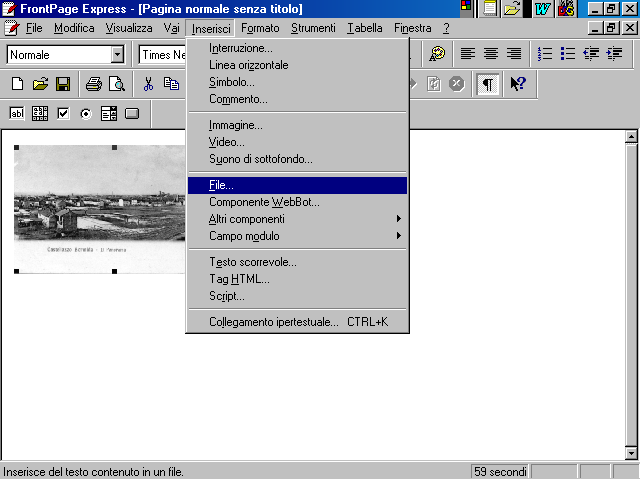 FrontPage Express - [Pagina normale senza titolo]
File Modifica Visualizza Vai Inserisci Formato Strumenti Tabella Finestra ?
Normale Times Ne
Interruzione...
Linea orizzontale
Simbolo...
Commento...
Immagine...
Video...
Suono di sottofondo...
File...
Componente WebBot...
Altri componenti
Campo modulo
Testo scorrevole...
Tag HTML...
Script...
Collegamento ipertestuale... CTRL+K
Castellazzo Bormida - Il Panorama
Inserisce del testo contenuto in un file. 59 secondi